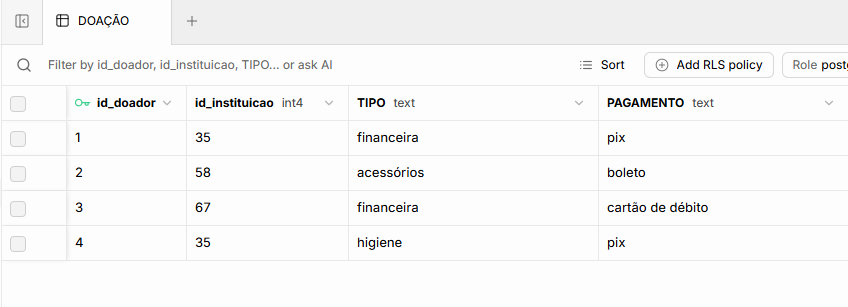 DOAÇÃO
Filter by id_doador, id_instituicao, TIPO... or ask AI Sort Add RLS policy Role postg
id_doador id_instituicao int4 TIPO text PAGAMENTO text
1 35 financeira pix
2 58 acessórios boleto
3 67 financeira cartão de débito
4 35 higiene pix